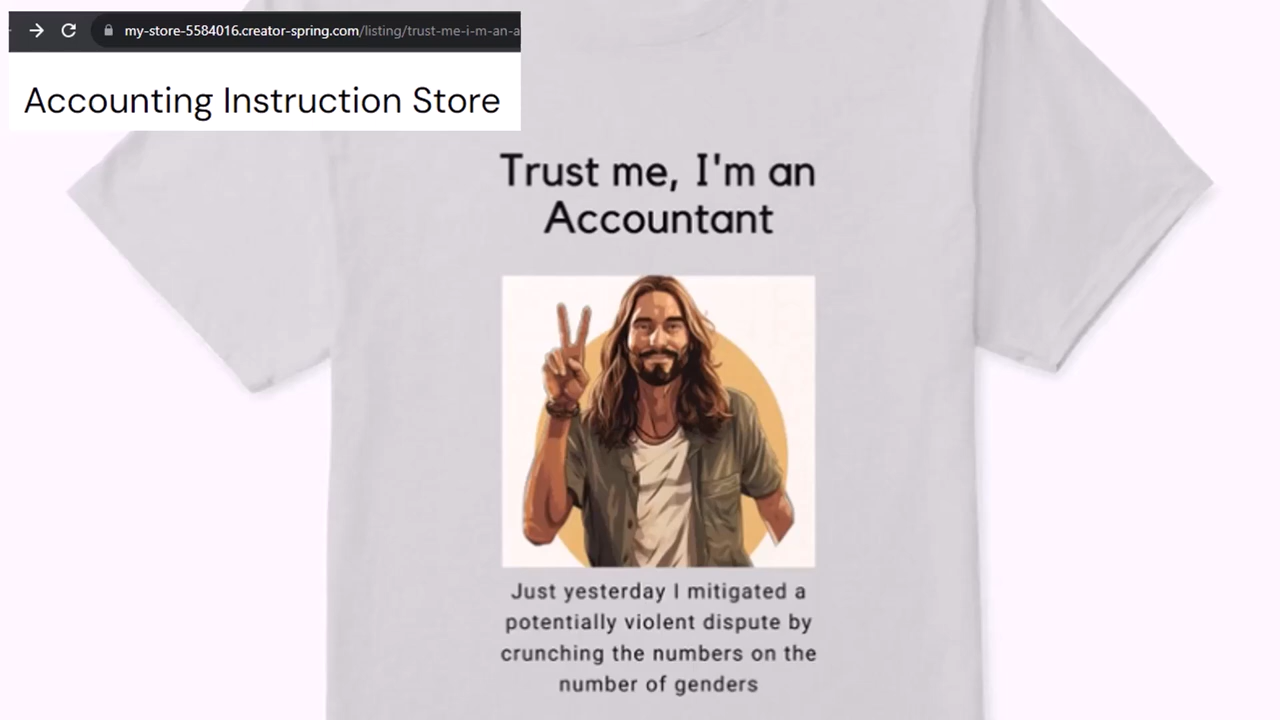 my-store-5584016.creator-spring.com/listing/trust-me-i-m-an-a
Accounting Instruction Store
Trust me, I'm an
Accountant
Just yesterday I mitigated a
potentially violent dispute by
crunching the numbers on the
number of genders